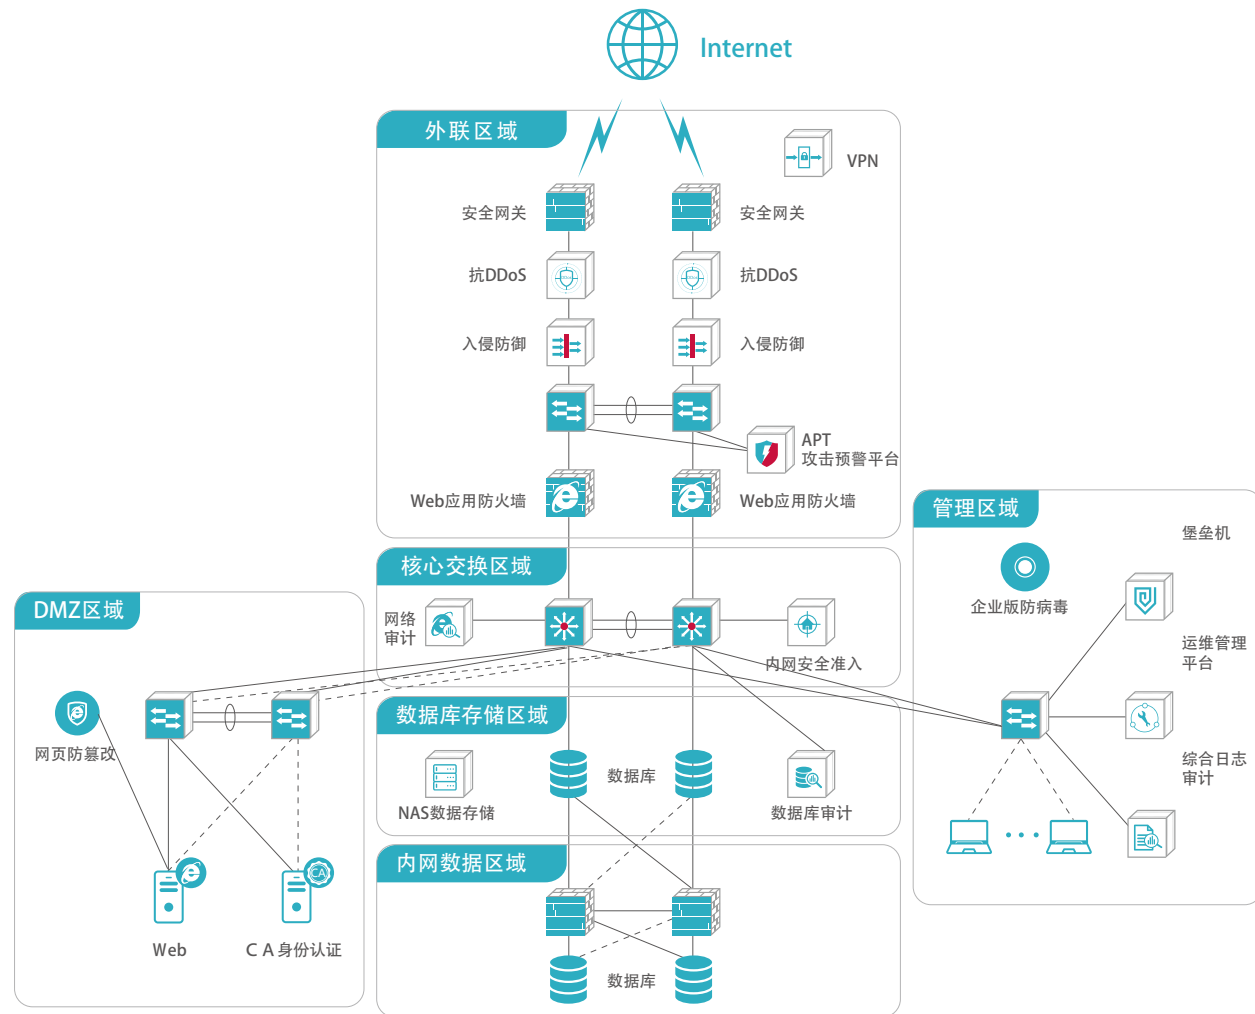 Internet
外联区域
VPN
安全网关
安全网关
抗DDoS
抗DDoS
入侵防御
入侵防御
APT
攻击预警平台
Web应用防火墙
Web应用防火墙
管理区域
堡垒机
企业版防病毒
运维管理
平台
综合日志
审计
核心交换区域
网络
审计
内网安全准入
DMZ区域
网页防篡改
Web
CA
CA身份认证
数据库存储区域
数据库
NAS数据存储
数据库审计
内网数据区域
数据库